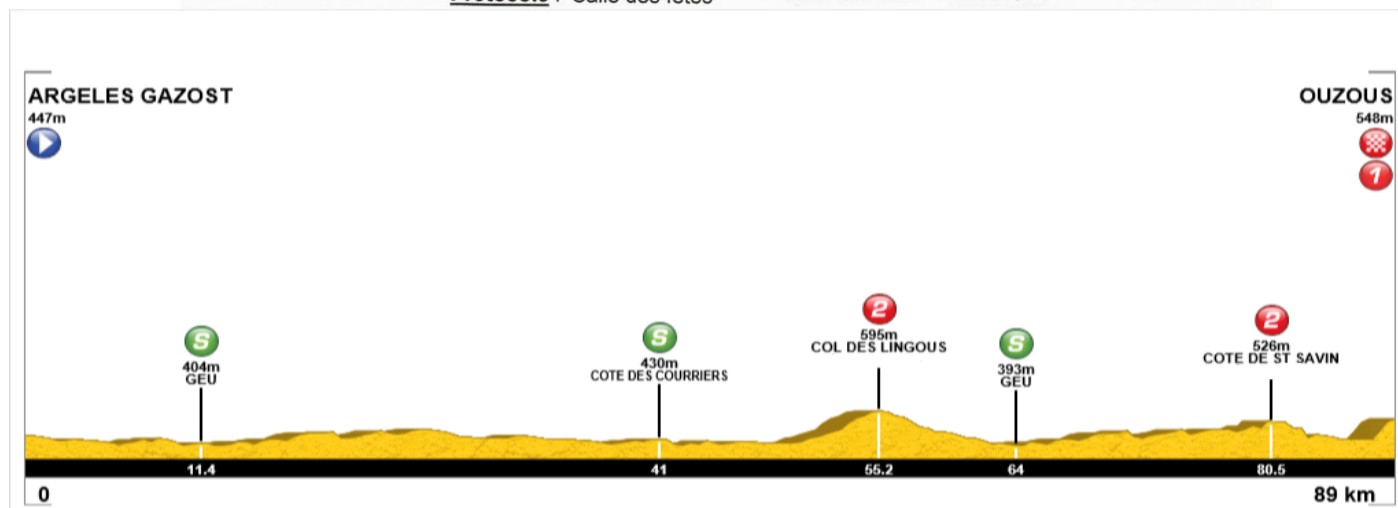 ARGELES GAZOST
447m
OUZOUS
548m
1
S
404m
GEU
S
430m
COTE DES COURRIERS
2
595m
COL DES LINGOUS
S
393m
GEU
2
526m
COTE DE ST SAVIN
11.4
41
55.2
64
80.5
0
89 km